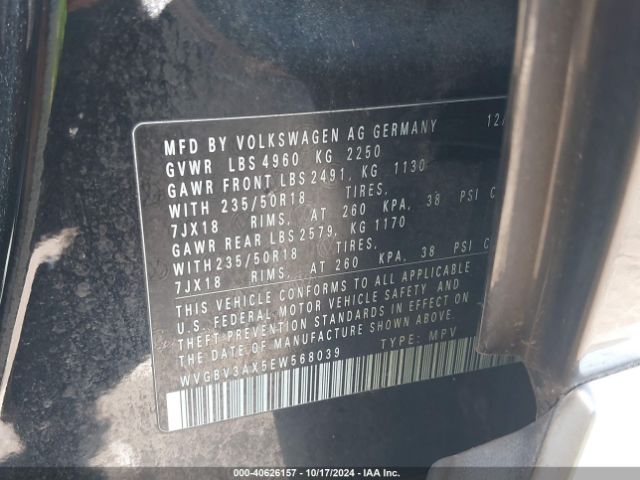 MFD BY VOLKSWAGEN AG GERMANY 12/
GVWR LBS 4960 KG 2250
GAWR FRONT LBS 2491, KG 1130
WITH 235/50R18 TIRES.
7JX18 RIMS, AT 260 KPA, 38 PSI C
GAWR REAR LBS 2579, KG 1170
WITH235/50R18 TIRES.
7JX18 RIMS, AT 260 KPA, 38 PSI C
THIS VEHICLE CONFORMS TO ALL APPLICABLE
U.S. FEDERAL MOTOR VEHICLE SAFETY AND
THEFT PREVENTION STANDARDS IN EFFECT ON
THE DATE OF MANUFACTURE SHOWN ABOVE.
WVGBV3AX5EW568039 TYPE: MPV
000-40626157 - 10/17/2024 - IAA Inc.